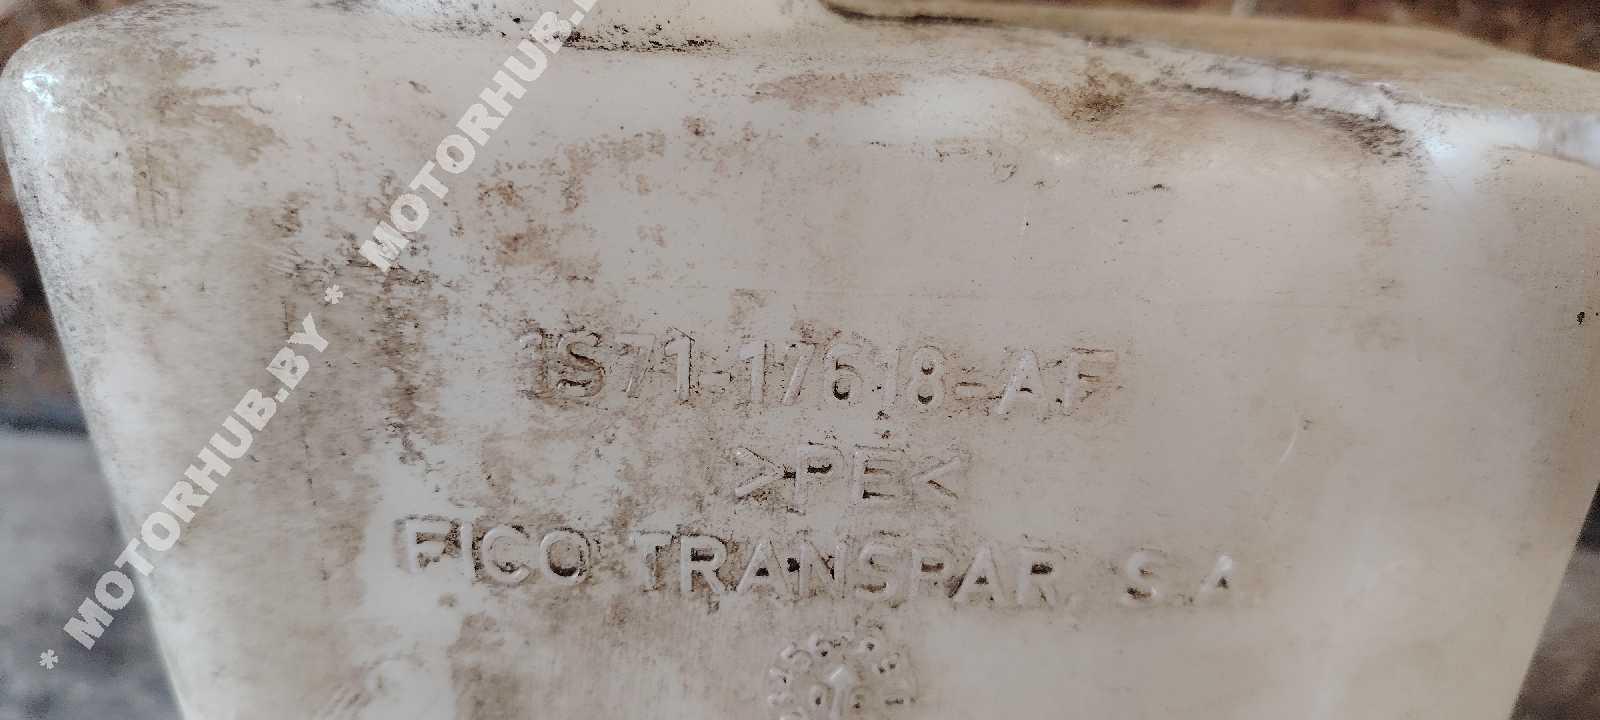 1S71-17618-AF
>PE<
FICO TRANSPAR, S.A.
* MOTORHUB.BY * MOTORHUB.B